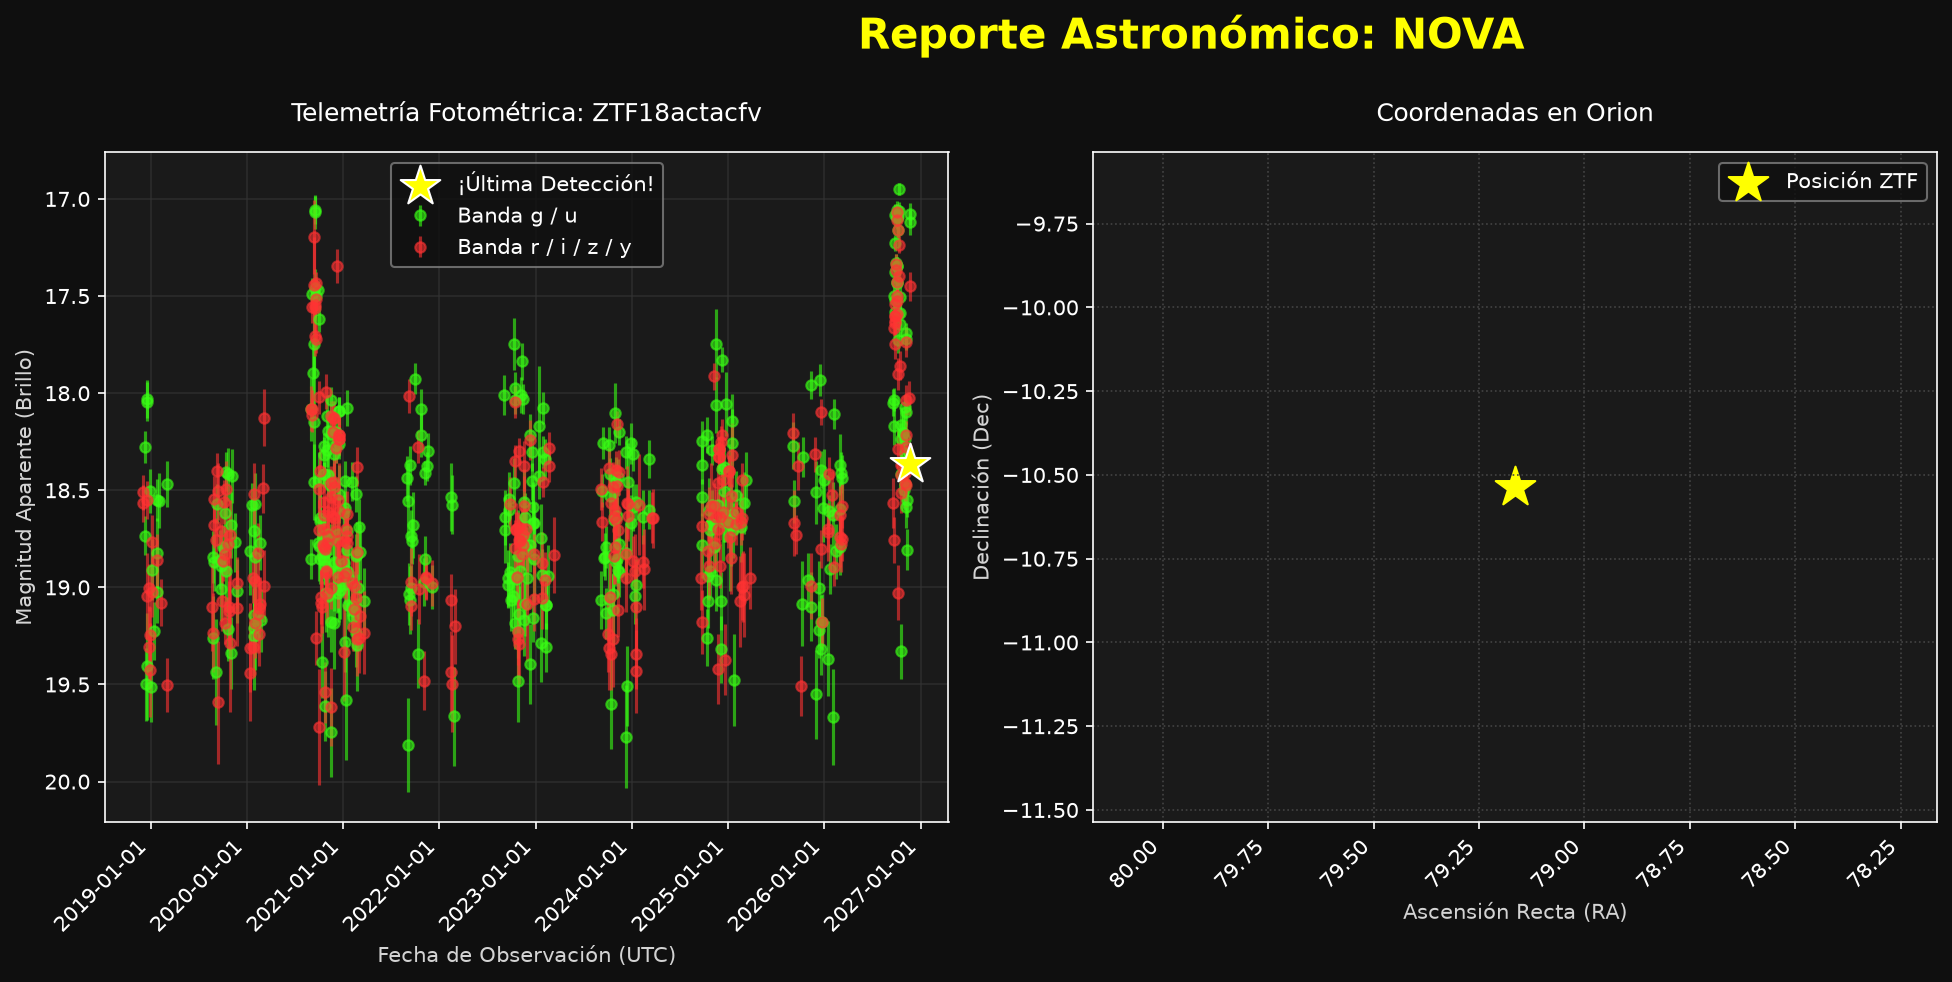 Reporte Astronómico: NOVA
Telemetría Fotométrica: ZTF18actacfv
¡Última Detección!
Banda g / u
Banda r / i / z / y
Magnitud Aparente (Brillo)
17.0
17.5
18.0
18.5
19.0
19.5
20.0
2019-01-01
2020-01-01
2021-01-01
2022-01-01
2023-01-01
2024-01-01
2025-01-01
2026-01-01
2027-01-01
Fecha de Observación (UTC)
Coordenadas en Orion
Posición ZTF
Declinación (Dec)
−9.75
−10.00
−10.25
−10.50
−10.75
−11.00
−11.25
−11.50
80.00
79.75
79.50
79.25
79.00
78.75
78.50
78.25
Ascensión Recta (RA)